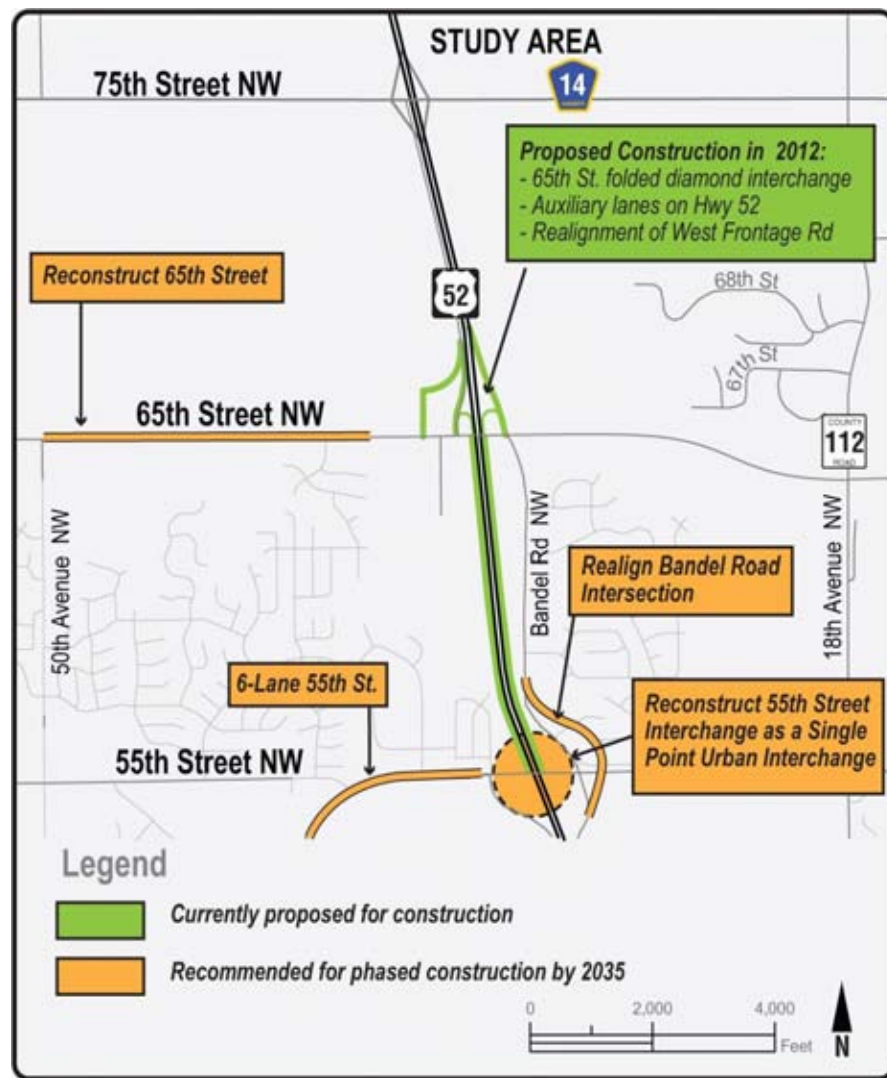 STUDY AREA
75th Street NW
14
COUNTY
Proposed Construction in 2012:
- 65th St. folded diamond interchange
- Auxiliary lanes on Hwy 52
- Realignment of West Frontage Rd
Reconstruct 65th Street
52
68th St
67th St
65th Street NW
COUNTY
112
ROAD
50th Avenue NW
Bandel Rd NW
18th Avenue NW
Realign Bandel Road
Intersection
6-Lane 55th St.
Reconstruct 55th Street
Interchange as a Single
Point Urban Interchange
55th Street NW
Legend
Currently proposed for construction
Recommended for phased construction by 2035
0
2,000
4,000
Feet
N